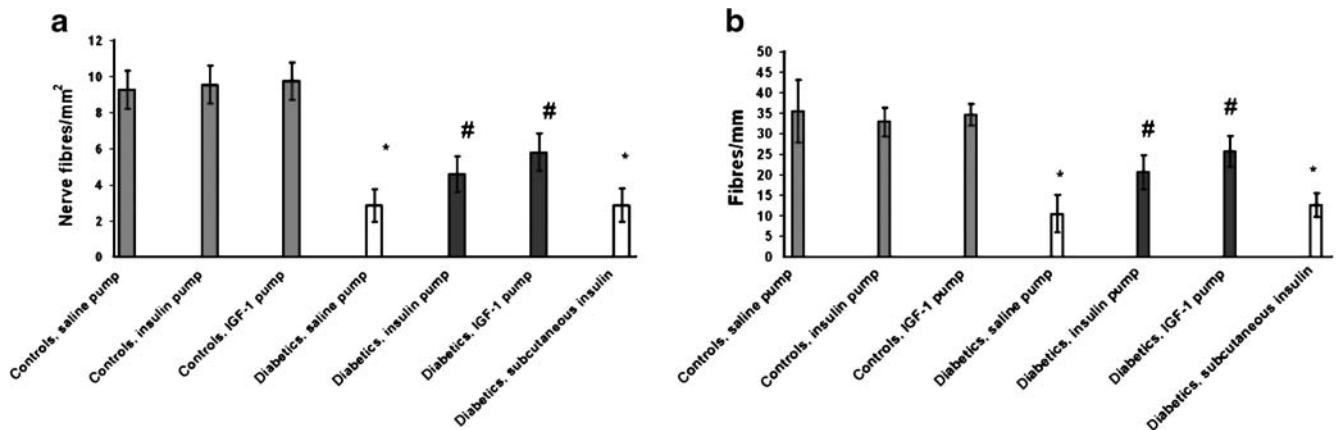 a
Nerve fibres/mm²
12
10
8
6
4
2
0
*
#
#
*
Controls, saline pump
Controls, insulin pump
Controls, IGF-1 pump
Diabetics, saline pump
Diabetics, insulin pump
Diabetics, IGF-1 pump
Diabetics, subcutaneous insulin
b
Fibres/mm
50
45
40
35
30
25
20
15
10
5
0
*
#
#
*
Controls, saline pump
Controls, insulin pump
Controls, IGF-1 pump
Diabetics, saline pump
Diabetics, insulin pump
Diabetics, IGF-1 pump
Diabetics, subcutaneous insulin